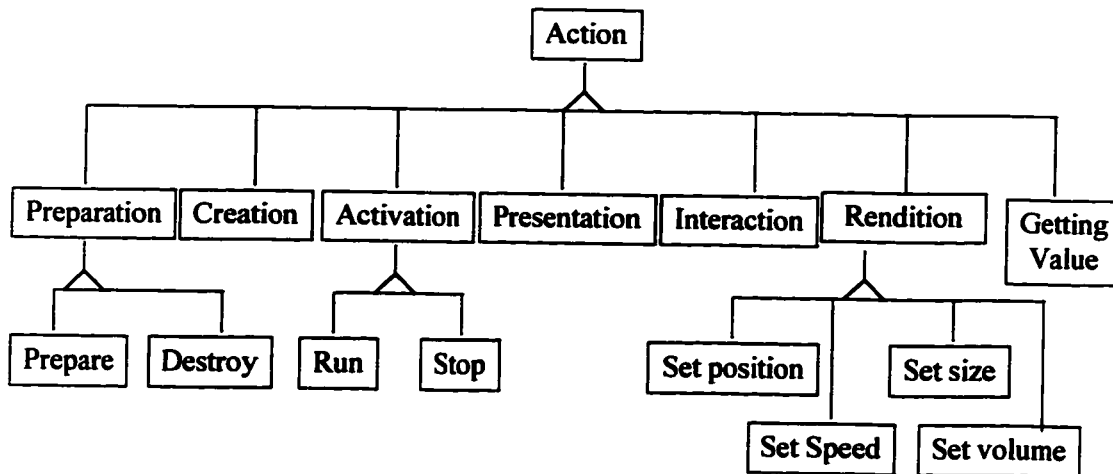 Action
Preparation
Creation
Activation
Presentation
Interaction
Rendition
Getting
Value
Prepare
Destroy
Run
Stop
Set position
Set size
Set Speed
Set volume